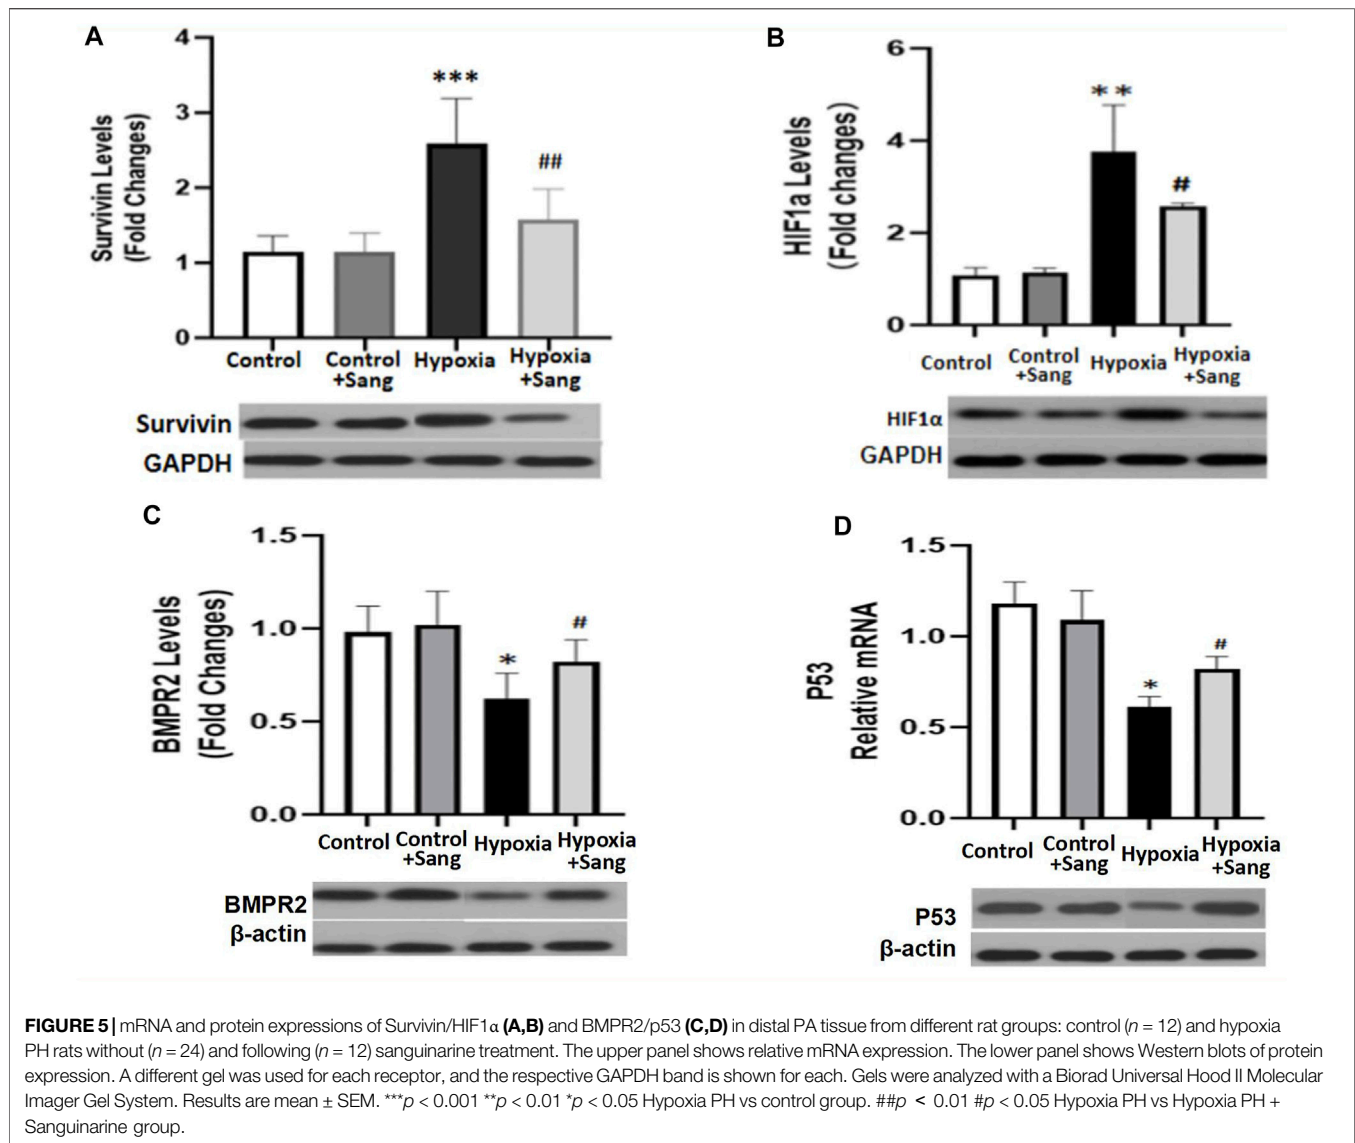 A
4
3
2
1
0
Survivin Levels
(Fold Changes)
***
##
Control
Control
+Sang
Hypoxia
Hypoxia
+Sang
Survivin
GAPDH
B
6
4
2
0
HIF1a Levels
(Fold changes)
**
#
Control
Control
+Sang
Hypoxia
Hypoxia
+Sang
HIF1α
GAPDH
C
1.5
1.0
0.5
0.0
BMPR2 Levels
(Fold Changes)
*
#
Control
Control
+Sang
Hypoxia
Hypoxia
+Sang
BMPR2
β-actin
D
1.5
1.0
0.5
0.0
P53
Relative mRNA
*
#
Control
Control
+Sang
Hypoxia
Hypoxia
+Sang
P53
β-actin
FIGURE 5 | mRNA and protein expressions of Survivin/HIF1α (A,B) and BMPR2/p53 (C,D) in distal PA tissue from different rat groups: control (n = 12) and hypoxia
PH rats without (n = 24) and following (n = 12) sanguinarine treatment. The upper panel shows relative mRNA expression. The lower panel shows Western blots of protein
expression. A different gel was used for each receptor, and the respective GAPDH band is shown for each. Gels were analyzed with a Biorad Universal Hood II Molecular
Imager Gel System. Results are mean ± SEM. ***p < 0.001 **p < 0.01 *p < 0.05 Hypoxia PH vs control group. ##p < 0.01 #p < 0.05 Hypoxia PH vs Hypoxia PH +
Sanguinarine group.